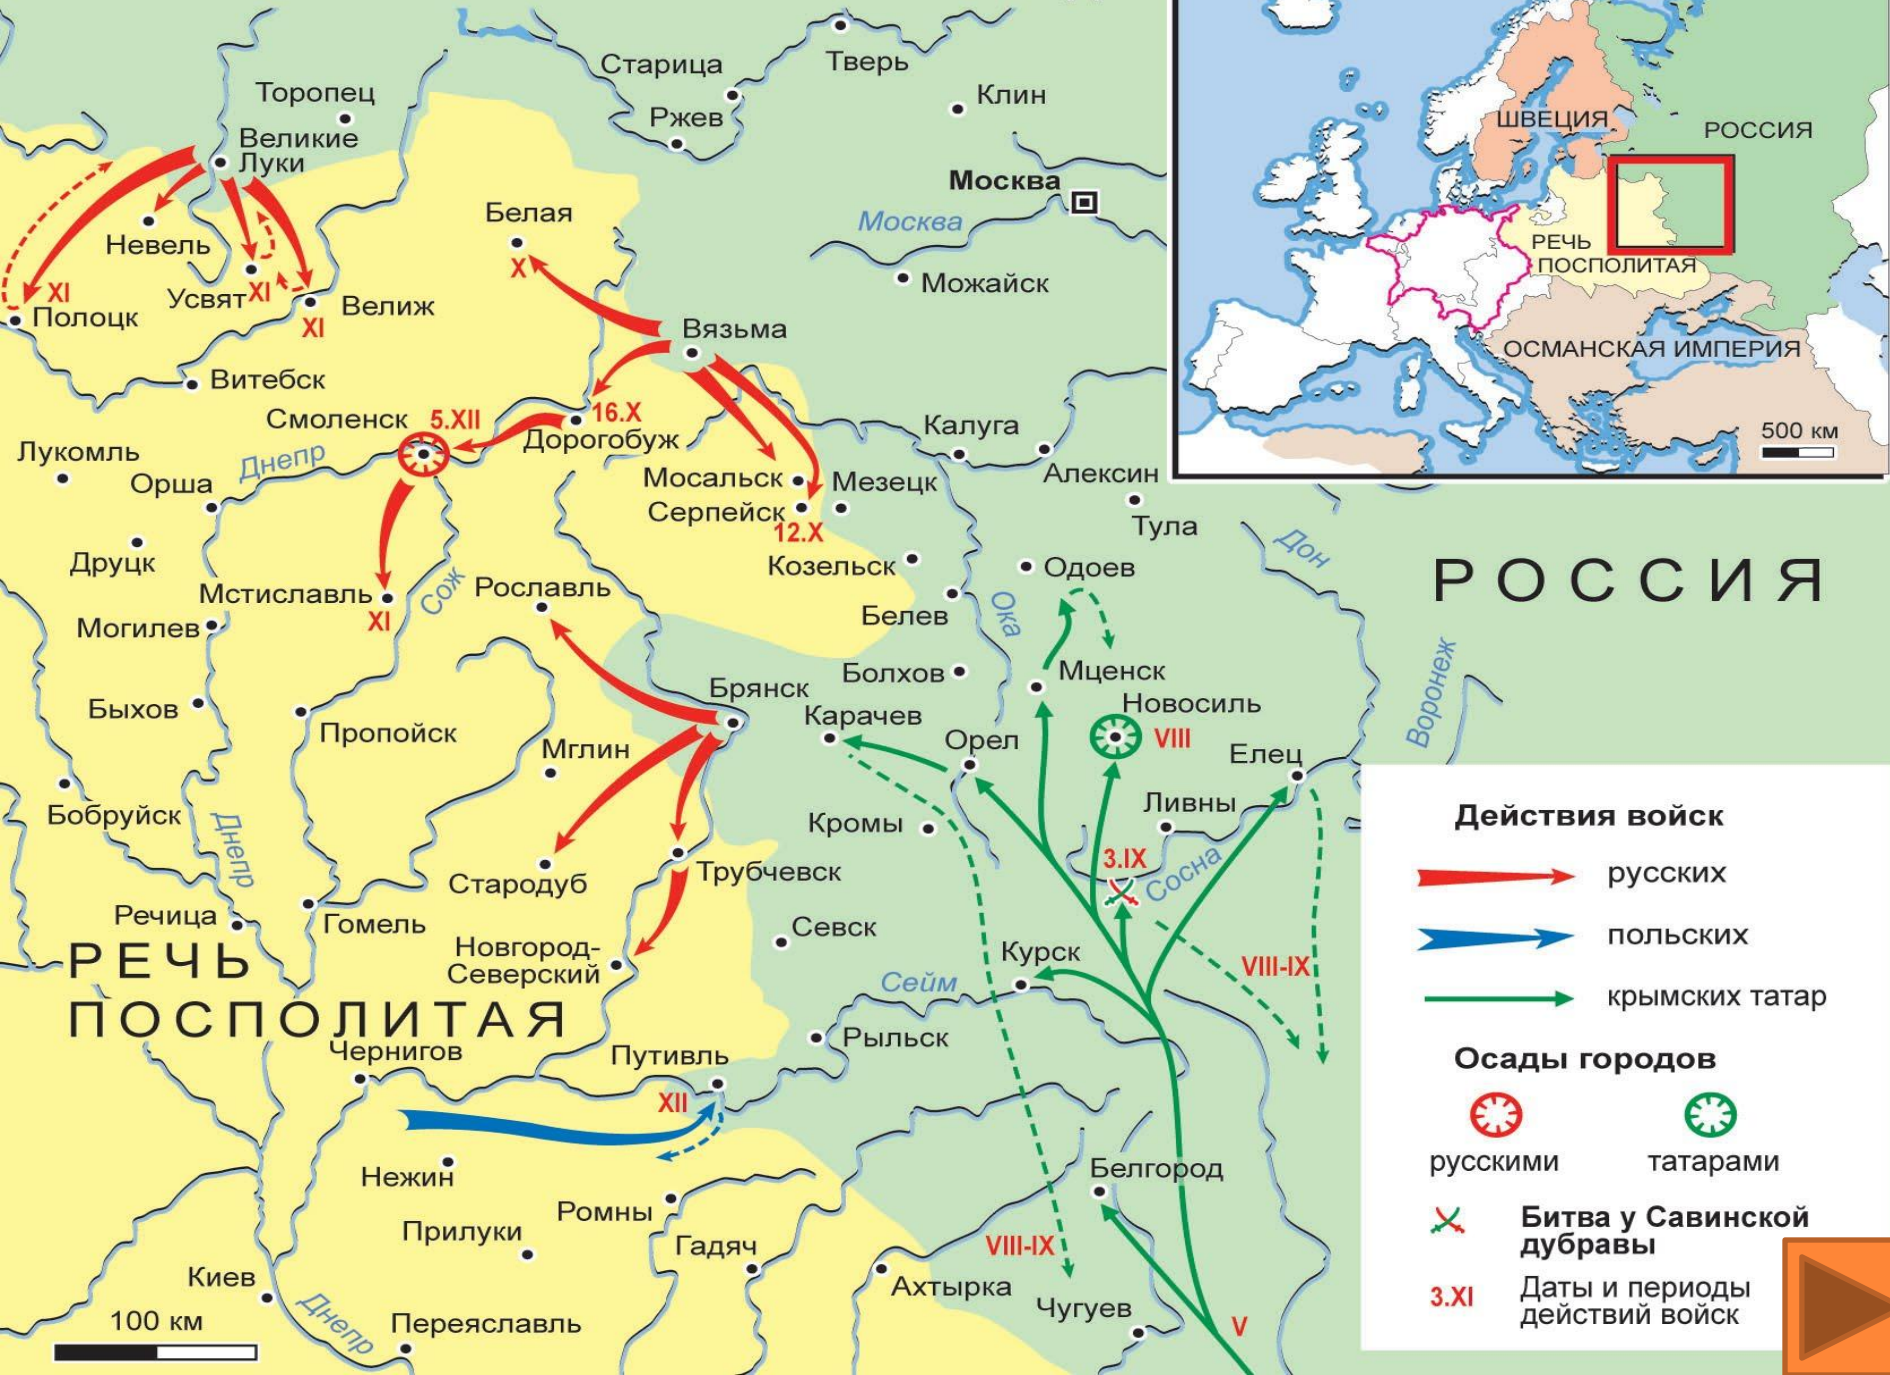 Старица
Тверь
Торопец
Клин
Ржев
Великие
Луки
Москва
Белая
Москва
X
Невель
Можайск
XI
Усвят
XI
Велиж
Полоцк
XI
Вязьма
Витебск
Смоленск
5.XII
16.X
Дорогобуж
Калуга
Лукомль
Днепр
Орша
Мосальск
Мезецк
Алексин
Серпейск
12.X
Тула
Друцк
Козельск
Одоев
Дон
РОССИЯ
Мстиславль
Сож
Рославль
XI
Могилев
Белев
Ока
Болхов
Мценск
Воронеж
Быхов
Брянск
Новосиль
Пропойск
Карачев
VIII
Мглин
Орел
Елец
Бобруйск
Днепр
Кромы
Ливны
3.IX
Сосна
Стародуб
Трубчевск
Речица
Гомель
Севск
Новгород-
Северский
Курск
VIII-IX
РЕЧЬ
ПОСПОЛИТАЯ
Сейм
Чернигов
Путивль
Рыльск
XII
Нежин
Белгород
Ромны
Прилуки
Гадяч
VIII-IX
Киев
Ахтырка
Чугуев
Днепр
Переяславль
V
100 км
ШВЕЦИЯ
РОССИЯ
РЕЧЬ
ПОСПОЛИТАЯ
ОСМАНСКАЯ ИМПЕРИЯ
500 км
Действия войск
русских
польских
крымских татар
Осады городов
русскими
татарами
Битва у Савинской
дубравы
3.XI
Даты и периоды
действий войск